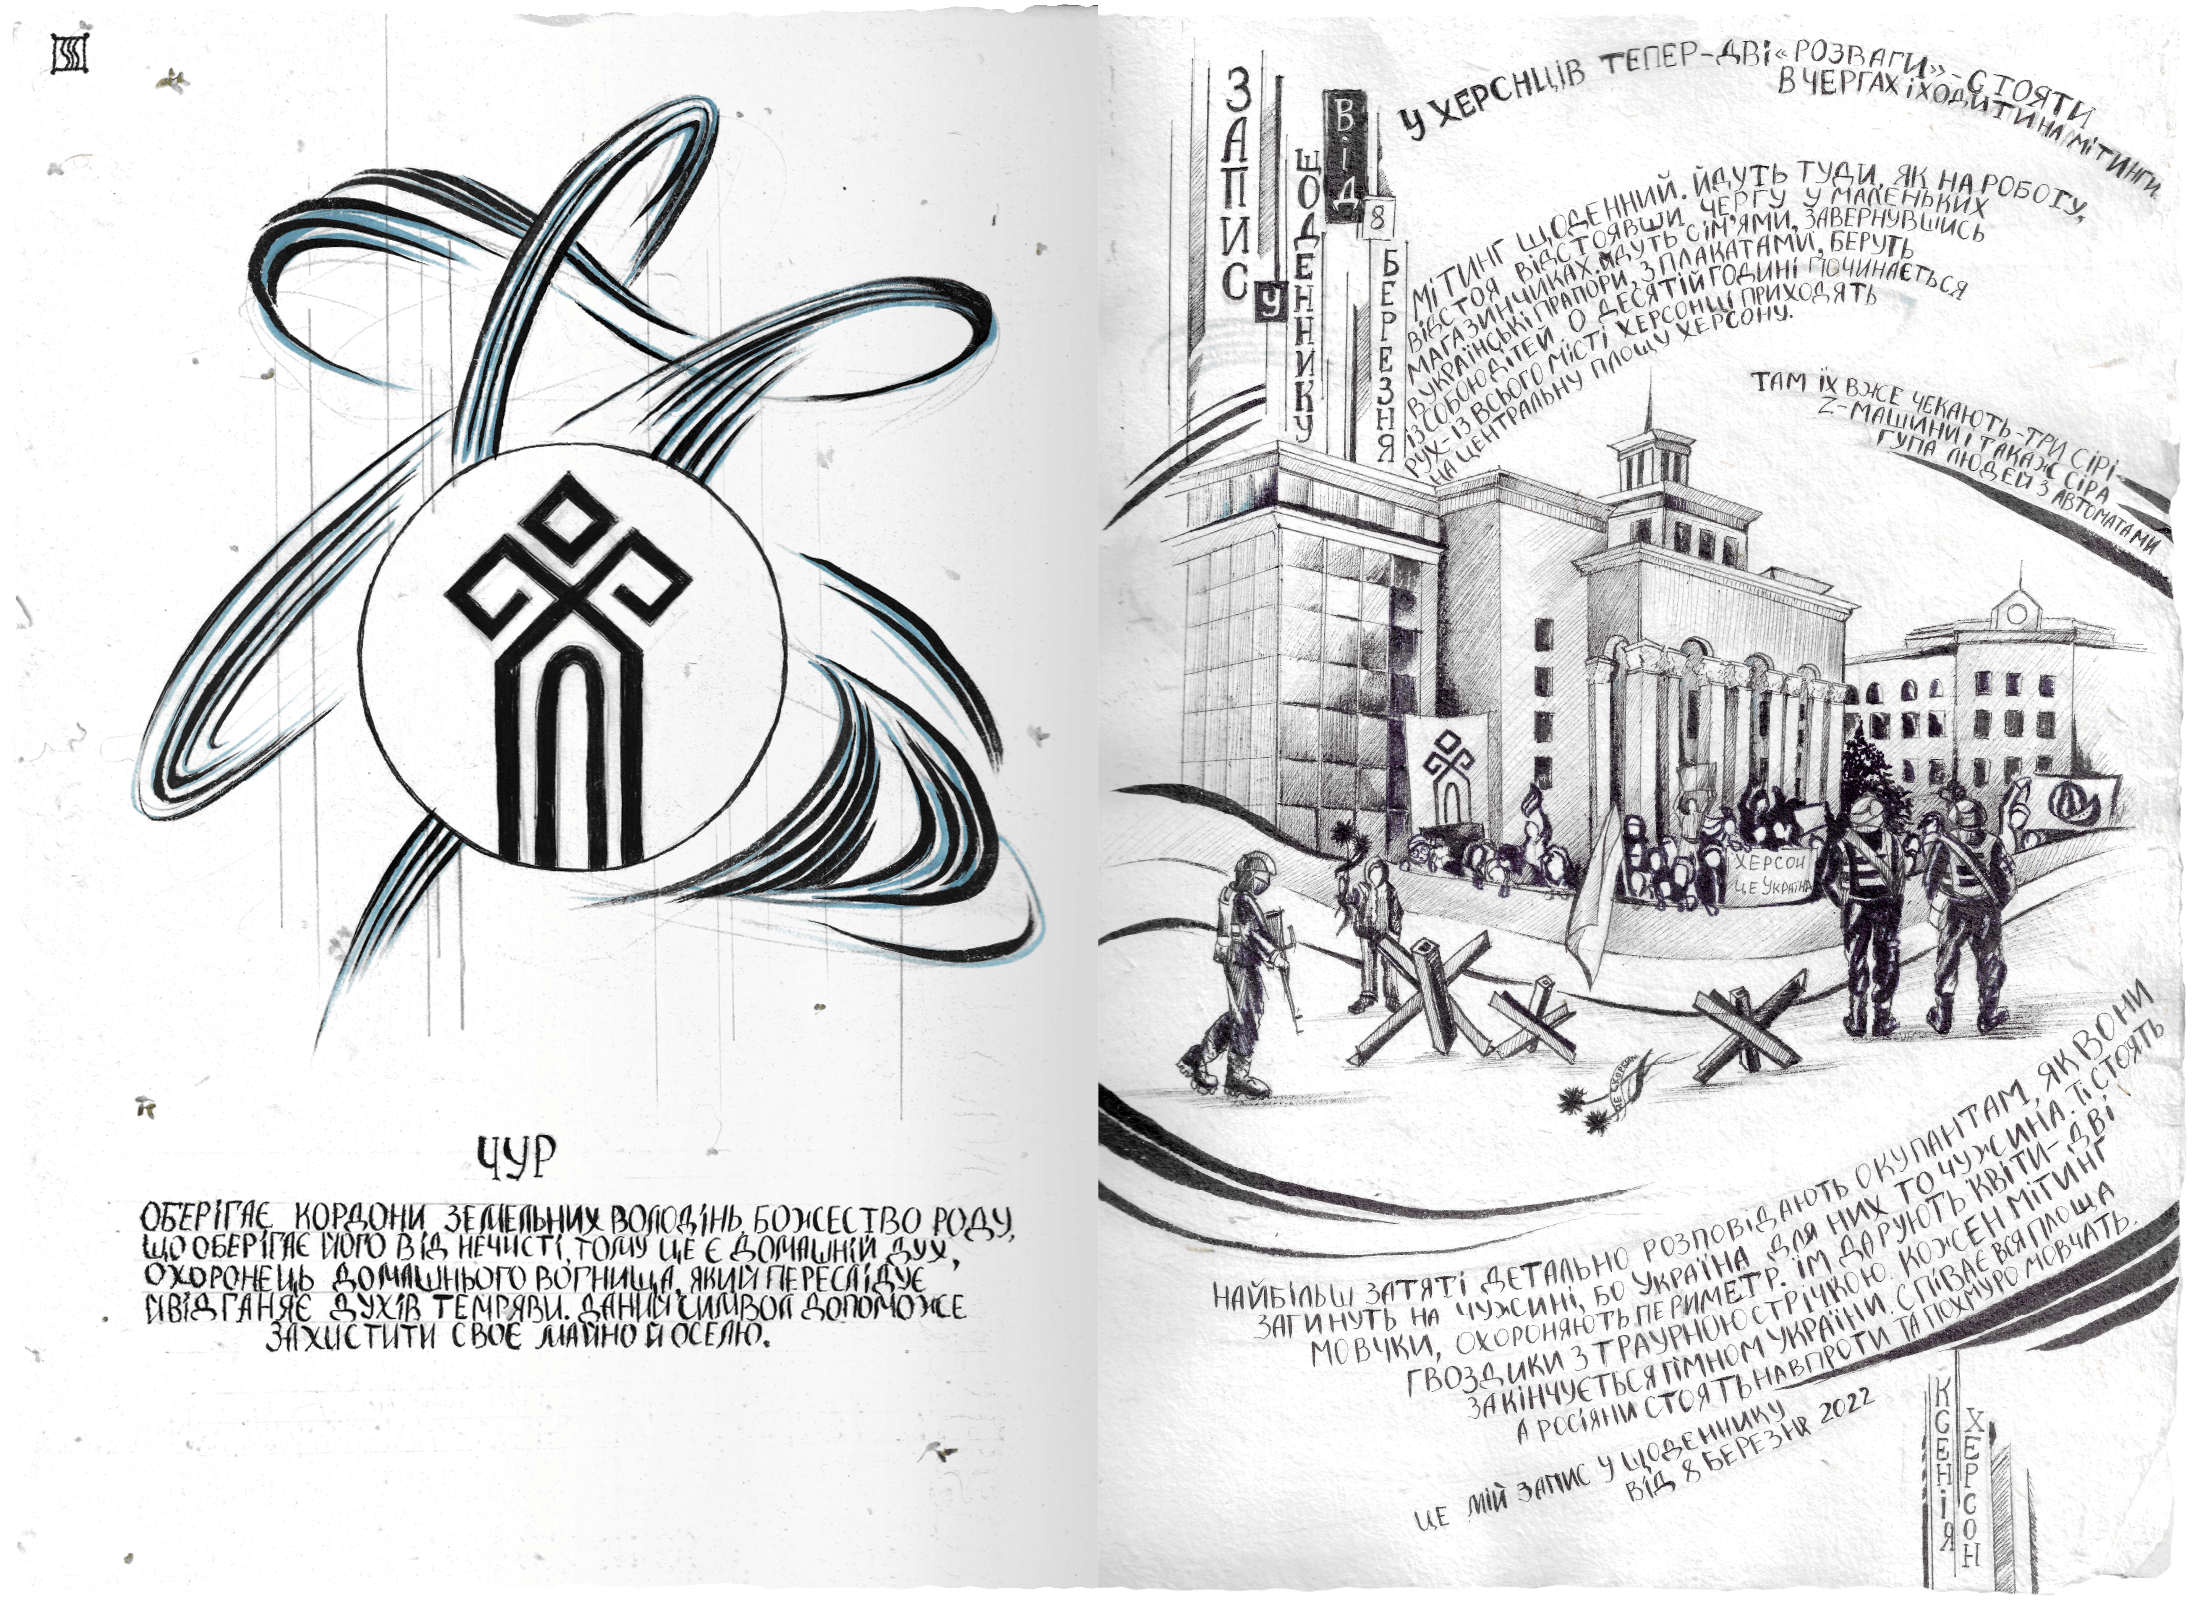 ЧУР
ОБЕРІГАЄ КОРДОНИ ЗЕМЕЛЬНИХ ВОЛОДІНЬ, БОЖЕСТВО РОДУ,
ЩО ОБЕРІГАЄ ЙОГО ВІД НЕЧИСТІ, ТОМУ ЦЕ Є ДОМАШНІЙ ДУХ,
ОХОРОНЕЦЬ ДОМАШНЬОГО ВОГНИЩА, ЯКИЙ ПЕРЕСЛІДУЄ
Й ВІДГАНЯЄ ДУХІВ ТЕМРЯВИ. ДАНИЙ СИМВОЛ ДОПОМОЖЕ
ЗАХИСТИТИ СВОЄ МАЙНО Й ОСЕЛЮ.
ЗАПИС
У
ЩОДЕННИКУ
ВІД
8
БЕРЕЗНЯ
У ХЕРСНЦІВ ТЕПЕР-ДВІ «РОЗВАГИ»-СТОЯТИ
В ЧЕРГАХ І ХОДИТИ НА МІТИНГИ.
МІТИНГ ЩОДЕННИЙ. ЙДУТЬ ТУДИ, ЯК НА РОБОТУ,
ВІДСТОЯ ВІДСТОЯВШИ ЧЕРГУ У МАЛЕНЬКИХ
МАГАЗИНЧИКАХ. ЙДУТЬ СІМ'ЯМИ, ЗАВЕРНУВШИСЬ
В УКРАЇНСЬКІ ПРАПОРИ, З ПЛАКАТАМИ, БЕРУТЬ
ІЗ СОБОЮ ДІТЕЙ О ДЕСЯТІЙ ГОДИНІ ПОЧИНАЄТЬСЯ
РУХ-ІЗ ВСЬОГО МІСТІ ХЕРСОНЦІ ПРИХОДЯТЬ
НА ЦЕНТРАЛЬНУ ПЛОЩУ ХЕРСОНУ.
ТАМ ЇХ ВЖЕ ЧЕКАЮТЬ-ТРИ СІРІ-
Z-МАШИНИ І ТАКАЖ СІРА
ГУПА ЛЮДЕЙ З АВТОМАТАМИ
ХЕРСОН
ЦЕ УКРАЇНА
НАЙБІЛЬШ ЗАТЯТІ ДЕТАЛЬНО РОЗПОВІДАЮТЬ ОКУПАНТАМ, ЯК ВОНИ
ЗАГИНУТЬ НА ЧУЖИНІ, БО УКРАЇНА ДЛЯ НИХ ТО ЧУЖИНА. ТІ СТОЯТЬ
МОВЧКИ, ОХОРОНЯЮТЬ ПЕРИМЕТР. ЇМ ДАРУЮТЬ КВІТИ-ДВІ
ГВОЗДИКИ З ТРАУРНОЮ СТРІЧКОЮ. КОЖЕН МІТИНГ
ЗАКІНЧУЄТЬСЯ ГІМНОМ УКРАЇНИ. СПІВАЄ ВСЯ ПЛОЩА
А РОСІЯНИ СТОЯТЬ НАВПРОТИ ТА ПОХМУРО МОВЧАТЬ.
ЦЕ МІЙ ЗАПИС У ЩОДЕННИКУ
ВІД 8 БЕРЕЗНЯ 2022
КСЕНІЯ
ХЕРСОН